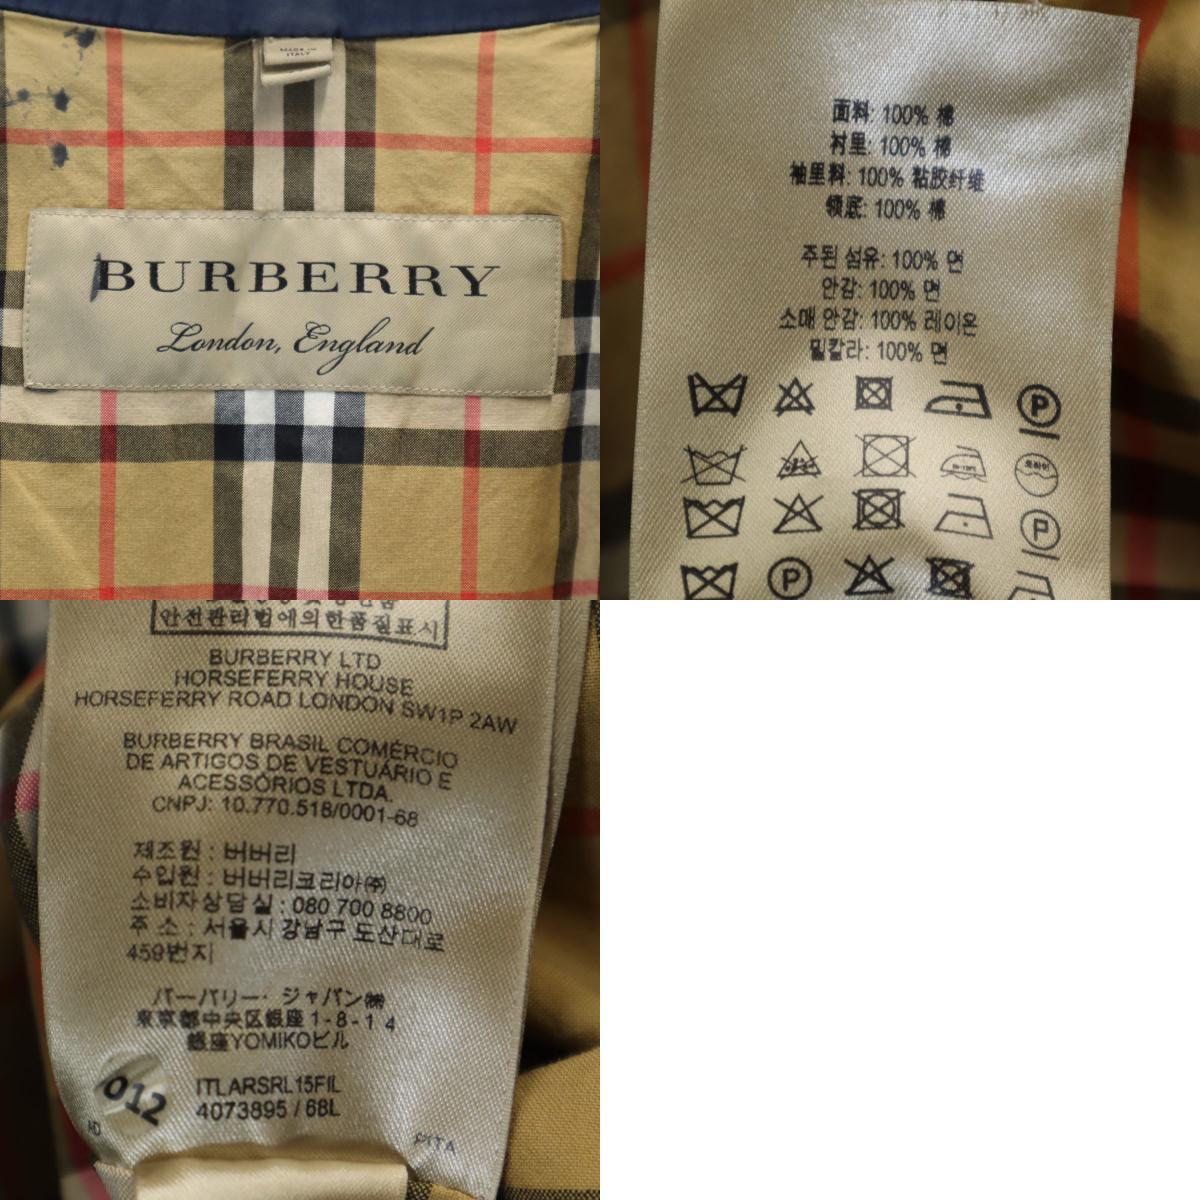 MADE IN
ITALY
BURBERRY
London, England
面料: 100% 棉
衬里: 100% 棉
袖里料: 100% 粘胶纤维
领底: 100% 棉
주된 섬유: 100% 면
안감: 100% 면
소매 안감: 100% 레이온
밑칼라: 100% 면
P
P
P
안전관리법에의한품질표시
BURBERRY LTD
HORSEFERRY HOUSE
HORSEFERRY ROAD LONDON SW1P 2AW
BURBERRY BRASIL COMÉRCIO
DE ARTIGOS DE VESTUÁRIO E
ACESSÓRIOS LTDA.
CNPJ: 10.770.518/0001-68
제조원 : 버버리
수입원 : 버버리코리아㈜
소비자상담실 : 080 700 8800
주 소 : 서울시 강남구 도산대로
459번지
バーバリー・ジャパン㈱
東京都中央区銀座1-8-14
銀座YOMIKOビル
012
ITLARSRL15FIL
4073895 / 68L